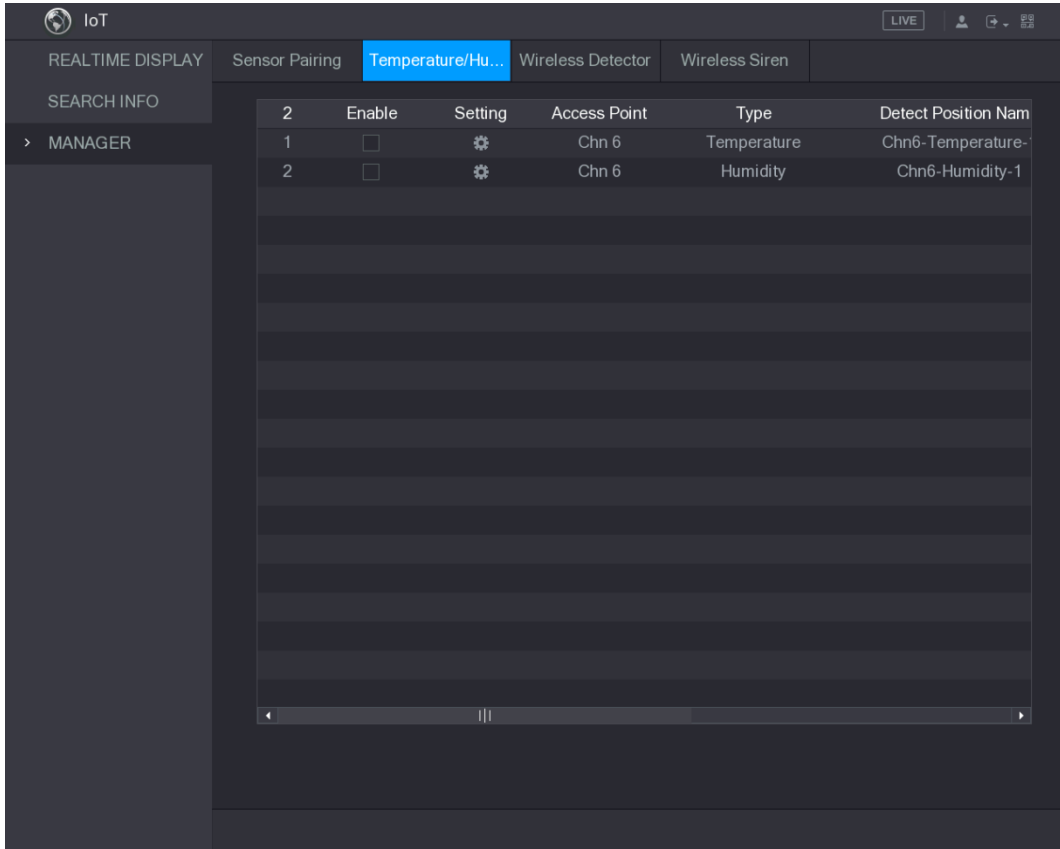 IoT
LIVE
REALTIME DISPLAY
SEARCH INFO
MANAGER
Sensor Pairing Temperature/Hu... Wireless Detector Wireless Siren
2 Enable Setting Access Point Type Detect Position Nam
1 Chn 6 Temperature Chn6-Temperature-1
2 Chn 6 Humidity Chn6-Humidity-1